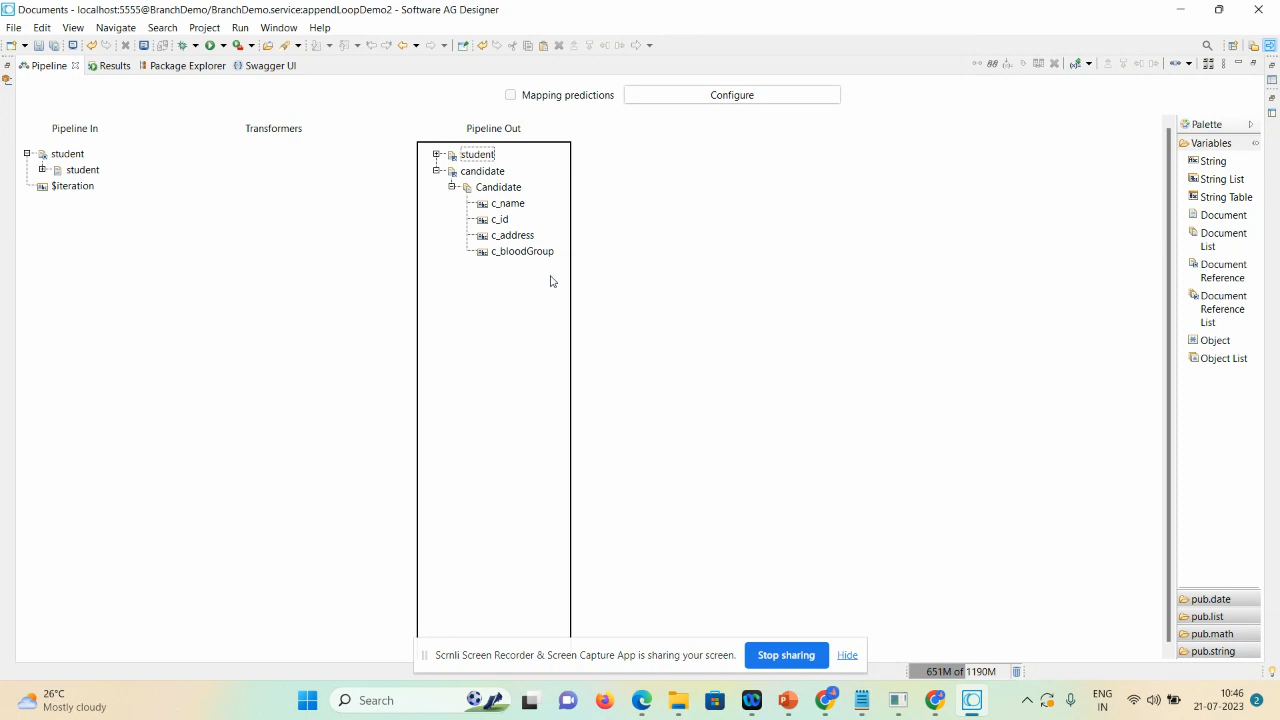 Documents - localhost:5555@BranchDemo/BranchDemo.service:appendLoopDemo2 - Software AG Designer
File Edit View Navigate Search Project Run Window Help
Pipeline Results Package Explorer Swagger UI
Mapping predictions Configure
Pipeline In Transformers Pipeline Out
student
student
$iteration
student
candidate
Candidate
c_name
c_id
c_address
c_bloodGroup
Palette
Variables
String
String List
String Table
Document
Document
List
Document
Reference
Document
Reference
List
Object
Object List
pub.date
pub.list
pub.math
pub.string
Scrnli Screen Recorder & Screen Capture App is sharing your screen. Stop sharing Hide
651M of 1190M
26°C
Mostly cloudy
Search
ENG
IN
10:46
21-07-2023
2